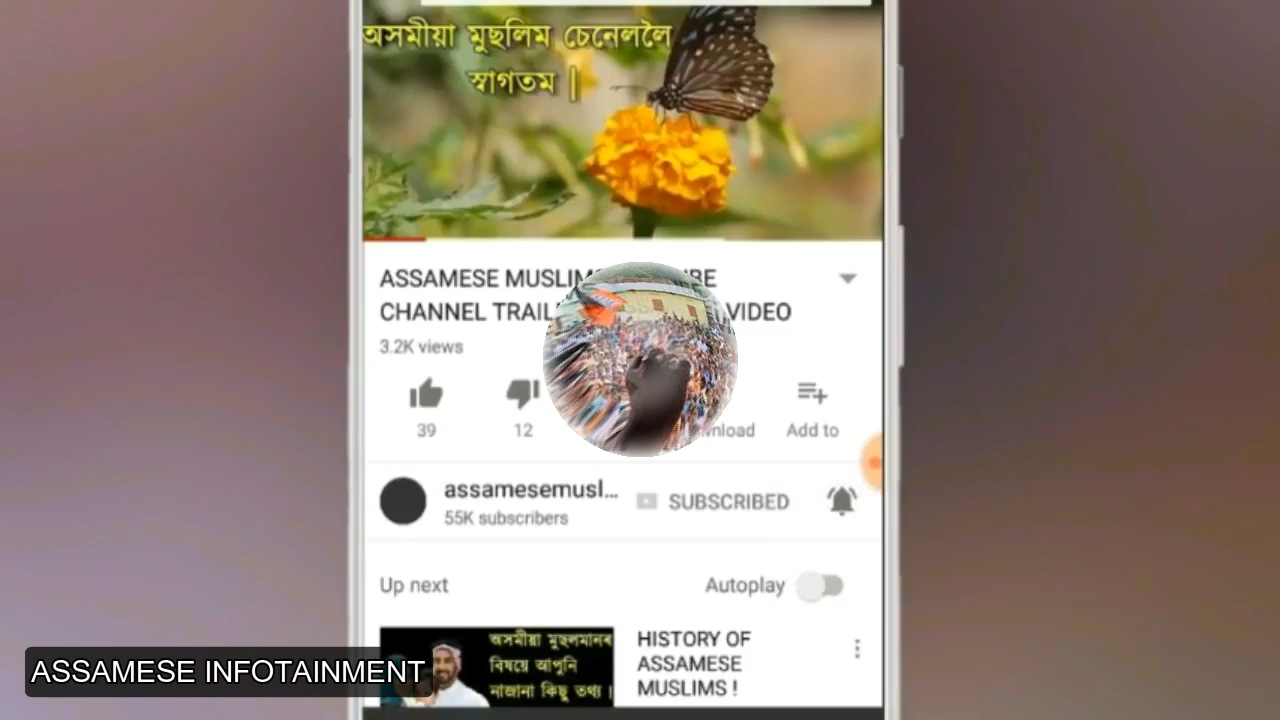 অসমীয়া মুছলিম চেনেললৈ
স্বাগতম |
ASSAMESE MUSLIM
CHANNEL TRAIL VIDEO
3.2K views
39
12
Add to
assamesemusl...
SUBSCRIBED
55K subscribers
Up next
Autoplay
অসমীয়া মুছলমানৰ
বিষয়ে আপুনি
নাজানা কিছু তথ্য |
HISTORY OF
ASSAMESE
MUSLIMS !
ASSAMESE INFOTAINMENT